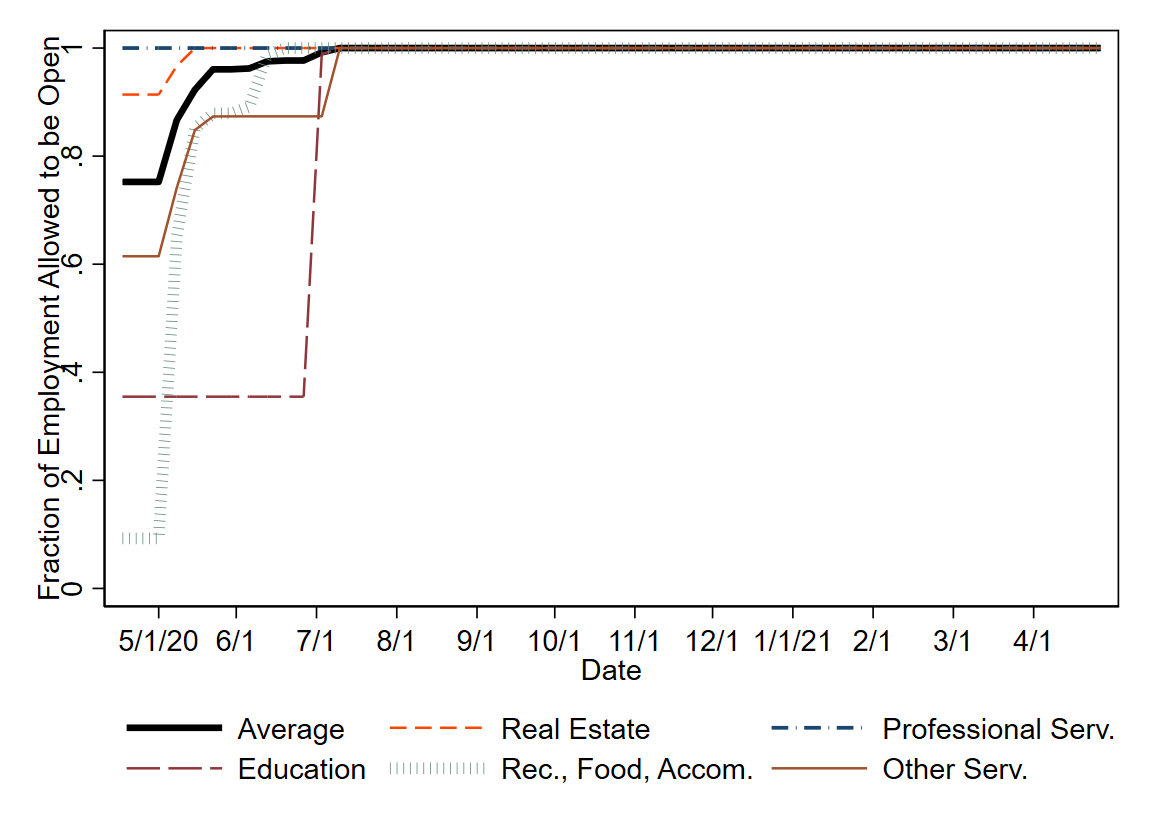 Fraction of Employment Allowed to be Open
1
.8
.6
.4
.2
0
5/1/20 6/1 7/1 8/1 9/1 10/1 11/1 12/1 1/1/21 2/1 3/1 4/1
Date
Average Real Estate Professional Serv.
Education Rec., Food, Accom. Other Serv.